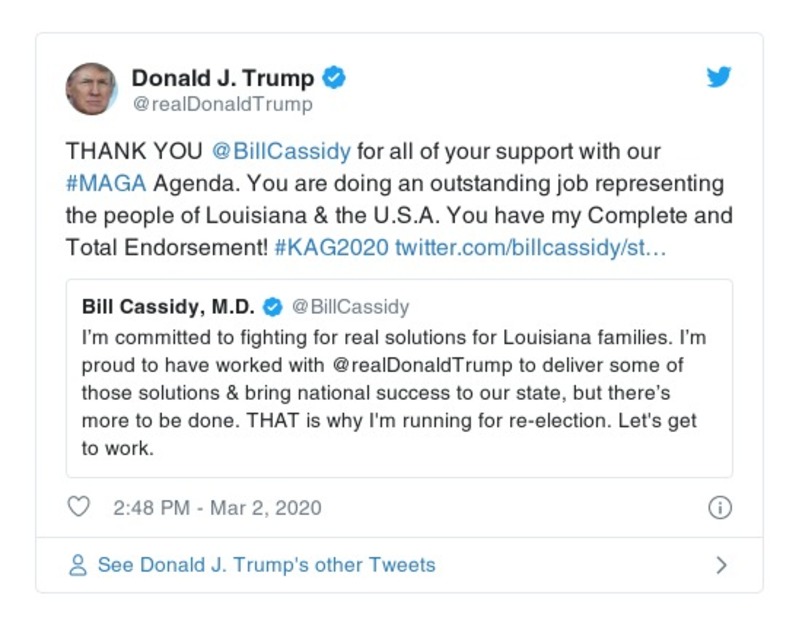 Donald J. Trump
@realDonaldTrump
THANK YOU @BillCassidy for all of your support with our
#MAGA Agenda. You are doing an outstanding job representing
the people of Louisiana & the U.S.A. You have my Complete and
Total Endorsement! #KAG2020 twitter.com/billcassidy/st…
Bill Cassidy, M.D. @BillCassidy
I’m committed to fighting for real solutions for Louisiana families. I’m
proud to have worked with @realDonaldTrump to deliver some of
those solutions & bring national success to our state, but there’s
more to be done. THAT is why I'm running for re-election. Let's get
to work.
2:48 PM - Mar 2, 2020
See Donald J. Trump's other Tweets